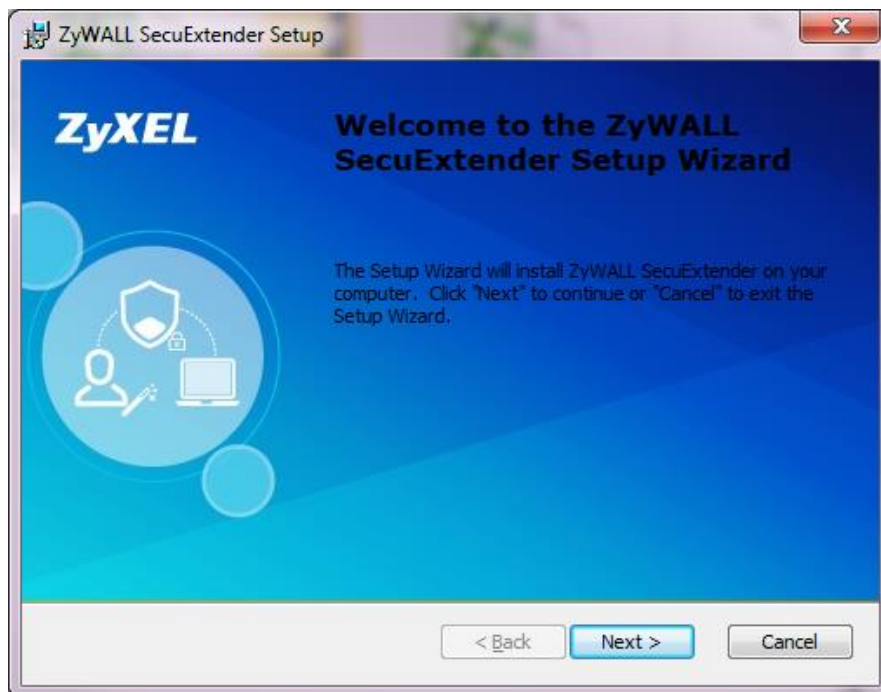 ZyWALL SecuExtender Setup
ZyXEL
Welcome to the ZyWALL
SecuExtender Setup Wizard
The Setup Wizard will install ZyWALL SecuExtender on your
computer.  Click "Next" to continue or "Cancel" to exit the
Setup Wizard.
< Back
Next >
Cancel